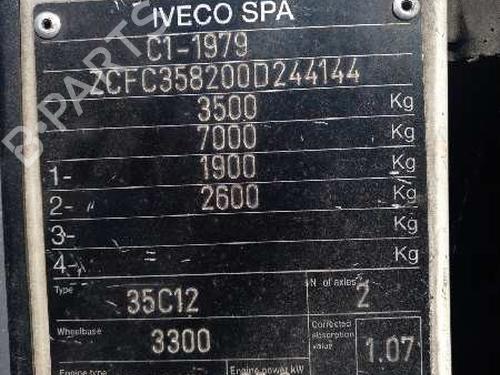 IVECO SPA
C1-1979
ZCFC358200D244144
3500 Kg
7000 Kg
1- 1900 Kg
2- 2600 Kg
3- Kg
4- Kg
Type 35C12 N of axles 2
Wheelbase 3300 Corrected absorption value 1.07
Engine type Engine power kW
B-PARTS